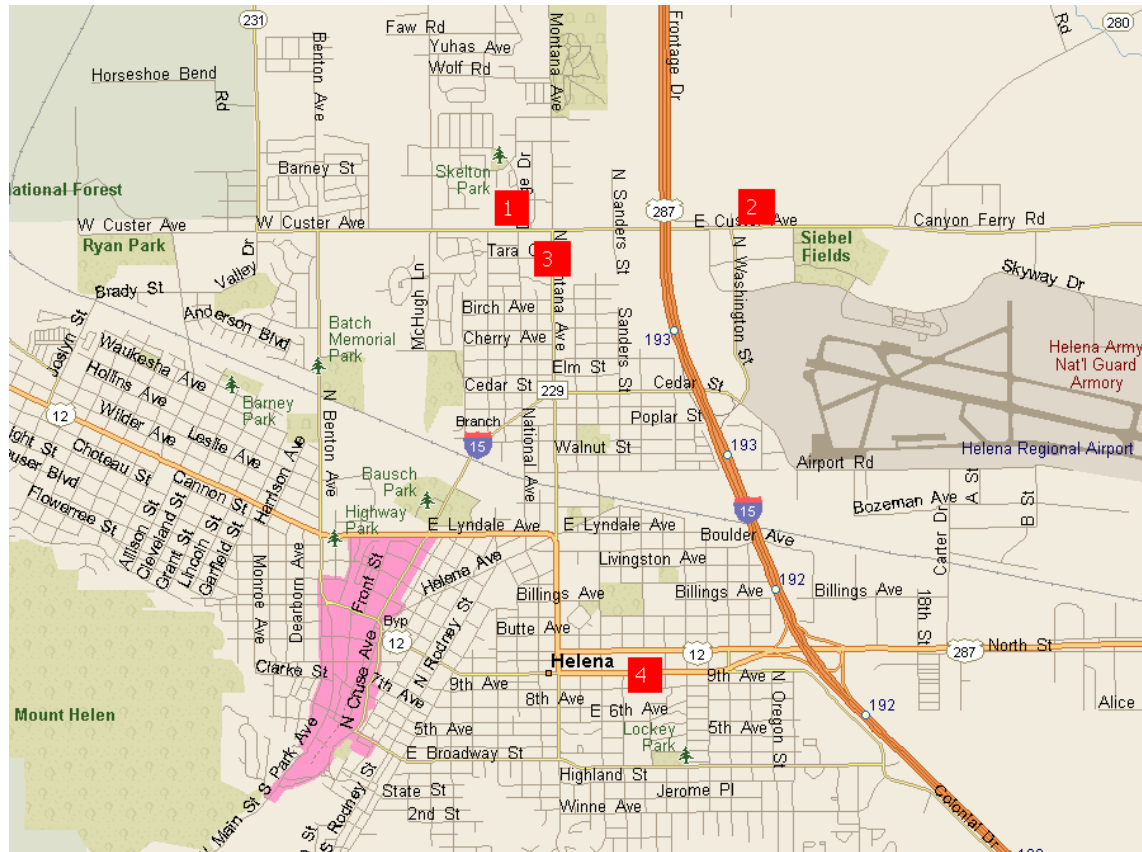 231
Benton Ave
Faw Rd
Yuhas Ave
Wolf Rd
Montana Ave
Frontage Dr
Rd
280
Horseshoe Bend
Rd
Barney St
Skelton
Park
N Sanders St
National Forest
1
2
287
W Custer Ave
W Custer Ave
E Custer Ave
Canyon Ferry Rd
Ryan Park
Valley Dr
Tara
3
N Montana Ave
N Washington St
Siebel
Fields
Skyway Dr
Brady St
Anderson Blvd
McHugh Ln
Birch Ave
Cherry Ave
Sanders St
193
Joslyn St
Batch
Memorial
Park
Waukesha Ave
Hollins Ave
Wilder Ave
Leslie Ave
Barney
Park
Elm St
Cedar St
229
Cedar St
Helena Army
Nat'l Guard
Armory
12
N Benton Ave
Branch
15
National Ave
Poplar St
Walnut St
193
Helena Regional Airport
Airport Rd
Choteau St
Cannon St
Harrison Ave
Flowerree St
Allison St
Cleveland St
Grant St
Lincoln St
Garfield St
Bausch
Park
Highway
Park
E Lyndale Ave
E Lyndale Ave
15
Boulder Ave
Bozeman Ave
A St
B St
Carter Dr
Monroe Ave
Dearborn Ave
Front St
Helena Ave
Livingston Ave
Billings Ave
Billings Ave
192
Billings Ave
18th St
Byp
12
N Rodney St
Butte Ave
12
287
North St
Helena
Clarke St
N Cruse Ave
7th Ave
9th Ave
4
9th Ave
8th Ave
E 6th Ave
N Oregon St
192
Alice
Mount Helen
5th Ave
5th Ave
Lockey
Park
E Broadway St
S Park Ave
Highland St
Jerome Pl
State St
2nd St
Winne Ave
Main St
S Rodney St
St
Colonial Dr